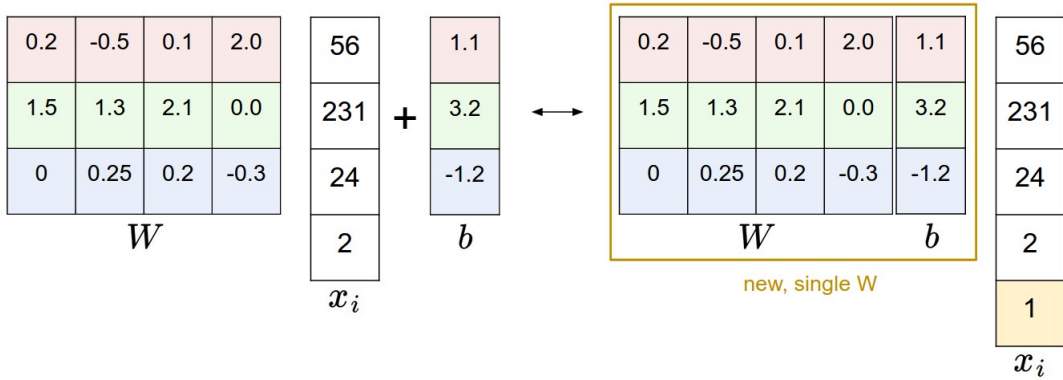 0.2 -0.5 0.1 2.0 56 1.1 0.2 -0.5 0.1 2.0 1.1 56
1.5 1.3 2.1 0.0 231 + 3.2 ↔ 1.5 1.3 2.1 0.0 3.2 231
0 0.25 0.2 -0.3 24 -1.2 0 0.25 0.2 -0.3 -1.2 24
W 2 b W b 2
new, single W
x_i 1
x_i